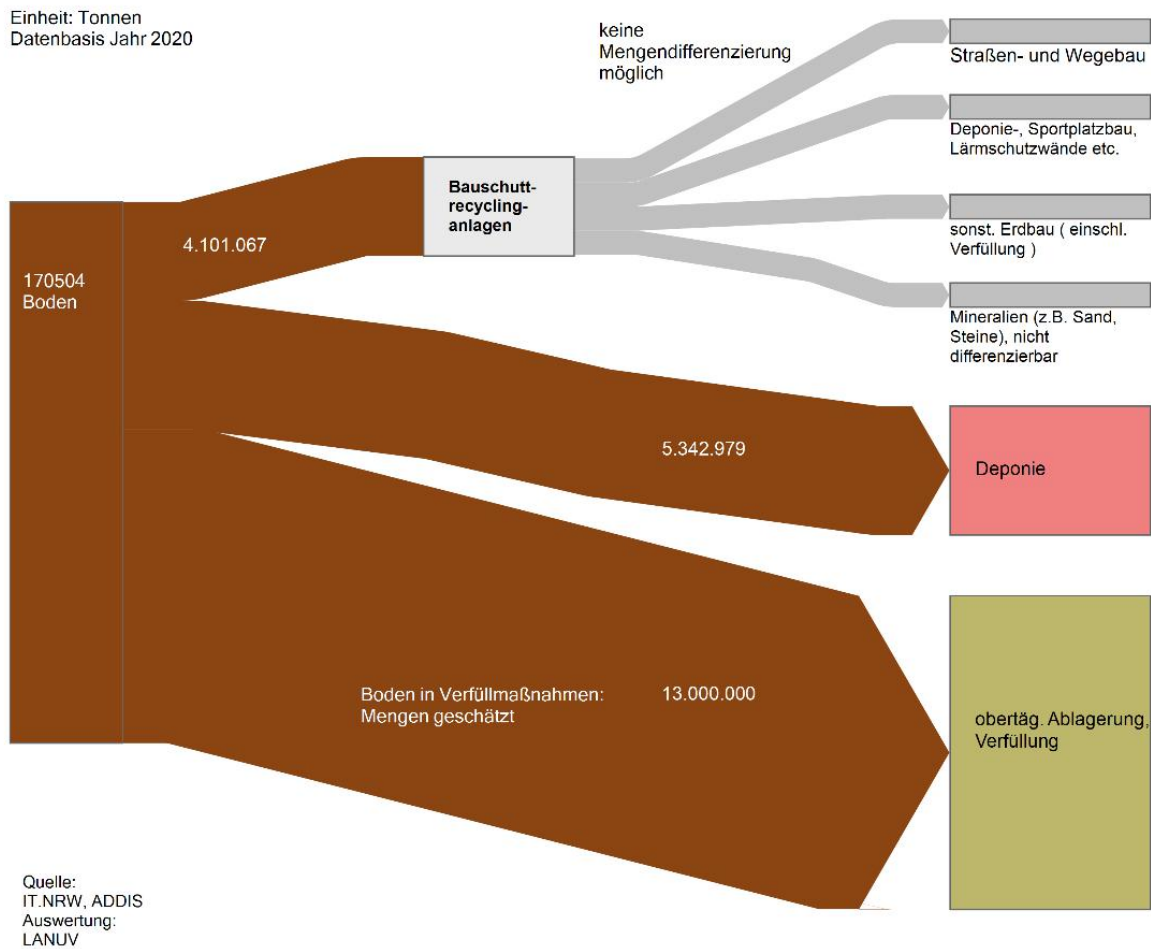 Einheit: Tonnen
Datenbasis Jahr 2020
keine
Mengendifferenzierung
möglich
Straßen- und Wegebau
Deponie-, Sportplatzbau,
Lärmschutzwände etc.
Bauschutt-
recycling-
anlagen
4.101.067
sonst. Erdbau ( einschl.
Verfüllung )
170504
Boden
Mineralien (z.B. Sand,
Steine), nicht
differenzierbar
5.342.979
Deponie
Boden in Verfüllmaßnahmen:
Mengen geschätzt
13.000.000
obertäg. Ablagerung,
Verfüllung
Quelle:
IT.NRW, ADDIS
Auswertung:
LANUV